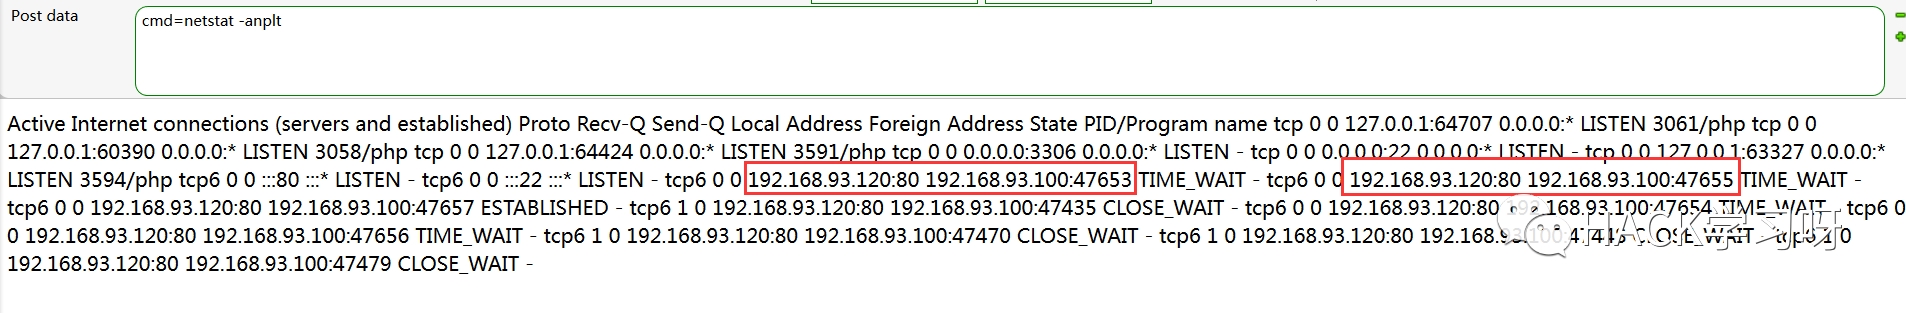 Post data
cmd=netstat -anplt
Active Internet connections (servers and established) Proto Recv-Q Send-Q Local Address Foreign Address State PID/Program name tcp 0 0 127.0.0.1:64707 0.0.0.0:* LISTEN 3061/php tcp 0 0
127.0.0.1:60390 0.0.0.0:* LISTEN 3058/php tcp 0 0 127.0.0.1:64424 0.0.0.0:* LISTEN 3591/php tcp 0 0 0.0.0.0:3306 0.0.0.0:* LISTEN - tcp 0 0 0.0.0.0:22 0.0.0.0:* LISTEN - tcp 0 0 127.0.0.1:63327 0.0.0.0:*
LISTEN 3594/php tcp6 0 0 :::80 :::* LISTEN - tcp6 0 0 :::22 :::* LISTEN - tcp6 0 0 192.168.93.120:80 192.168.93.100:47653 TIME_WAIT - tcp6 0 0 192.168.93.120:80 192.168.93.100:47655 TIME_WAIT -
tcp6 0 0 192.168.93.120:80 192.168.93.100:47657 ESTABLISHED - tcp6 1 0 192.168.93.120:80 192.168.93.100:47435 CLOSE_WAIT - tcp6 0 0 192.168.93.120:80 192.168.93.100:47654 TIME_WAIT - tcp6 0
0 192.168.93.120:80 192.168.93.100:47656 TIME_WAIT - tcp6 1 0 192.168.93.120:80 192.168.93.100:47470 CLOSE_WAIT - tcp6 1 0 192.168.93.120:80 CLOSE_WAIT - tcp6 1 0
192.168.93.120:80 192.168.93.100:47479 CLOSE_WAIT -
HACK学习呀